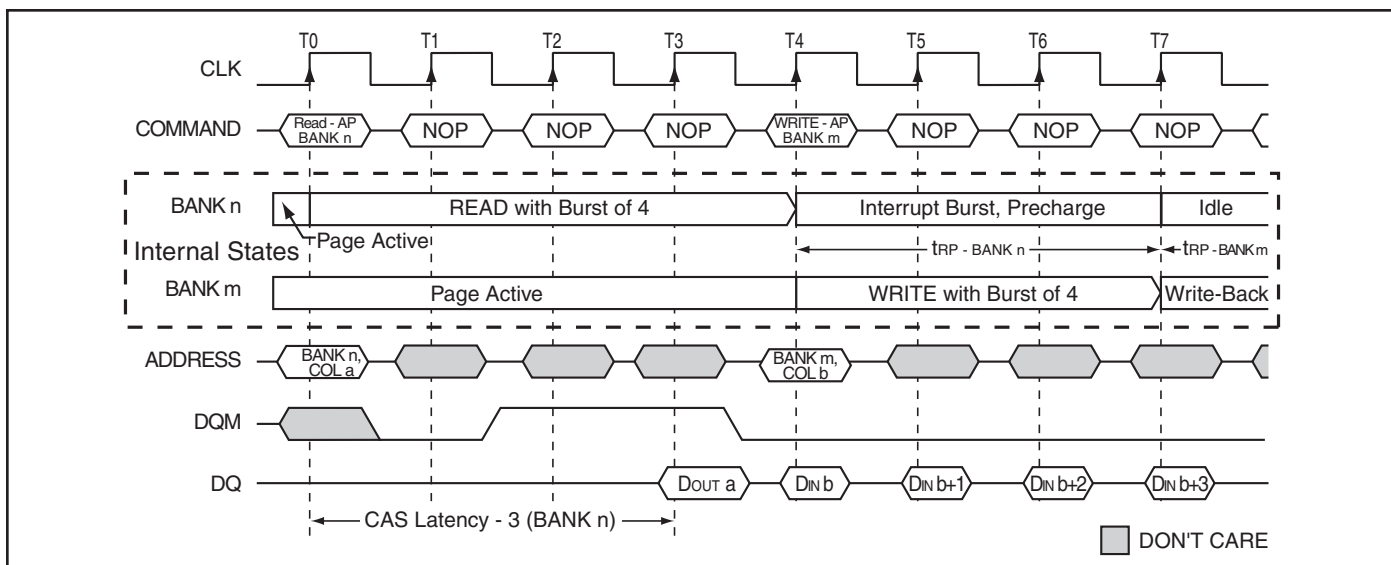 T0 T1 T2 T3 T4 T5 T6 T7
CLK
COMMAND Read - AP BANK n NOP NOP NOP WRITE - AP BANK m NOP NOP NOP
BANK n READ with Burst of 4 Interrupt Burst, Precharge Idle
Page Active tRP - BANK n tRP - BANK m
Internal States
BANK m Page Active WRITE with Burst of 4 Write-Back
ADDRESS BANK n, COL a BANK m, COL b
DQM
DQ DOUT a DIN b DIN b+1 DIN b+2 DIN b+3
CAS Latency - 3 (BANK n)
DON'T CARE